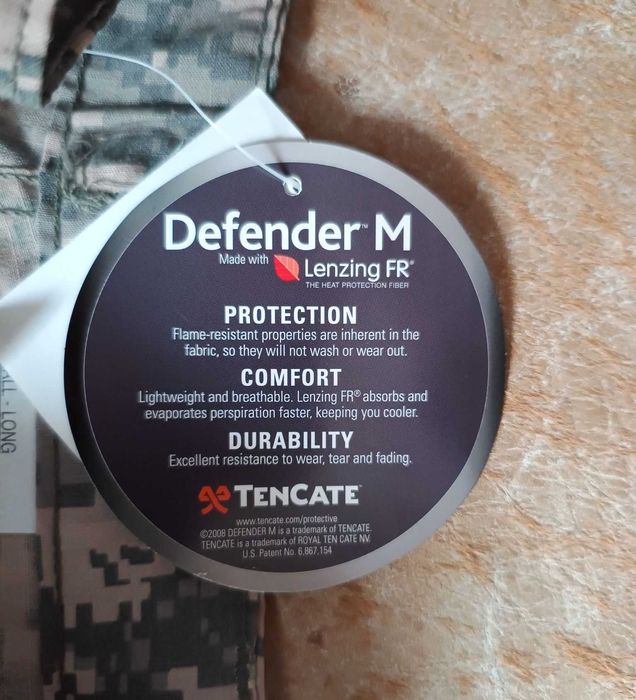 Defender™ M
Made with Lenzing FR®
THE HEAT PROTECTION FIBER
PROTECTION
Flame-resistant properties are inherent in the
fabric, so they will not wash or wear out.
COMFORT
Lightweight and breathable. Lenzing FR® absorbs and
evaporates perspiration faster, keeping you cooler.
DURABILITY
Excellent resistance to wear, tear and fading.
TENCATE
www.tencate.com/protective
©2008 DEFENDER M is a trademark of TENCATE.
TENCATE is a trademark of ROYAL TEN CATE NV.
U.S. Patent No. 6,867,154
- LONG